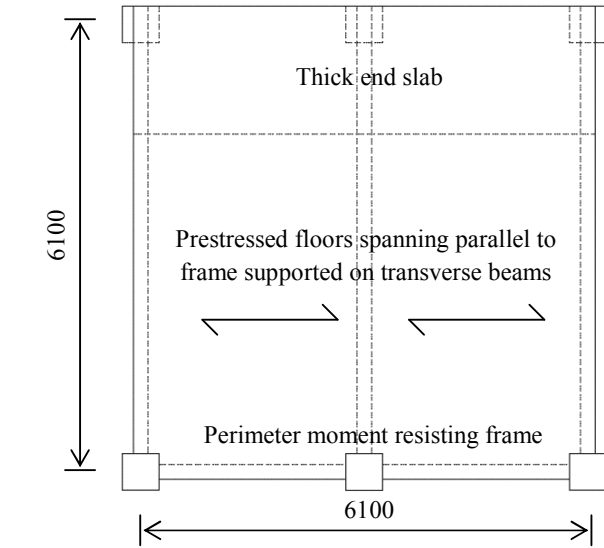 Thick end slab
6100
Prestressed floors spanning parallel to
frame supported on transverse beams
Perimeter moment resisting frame
6100